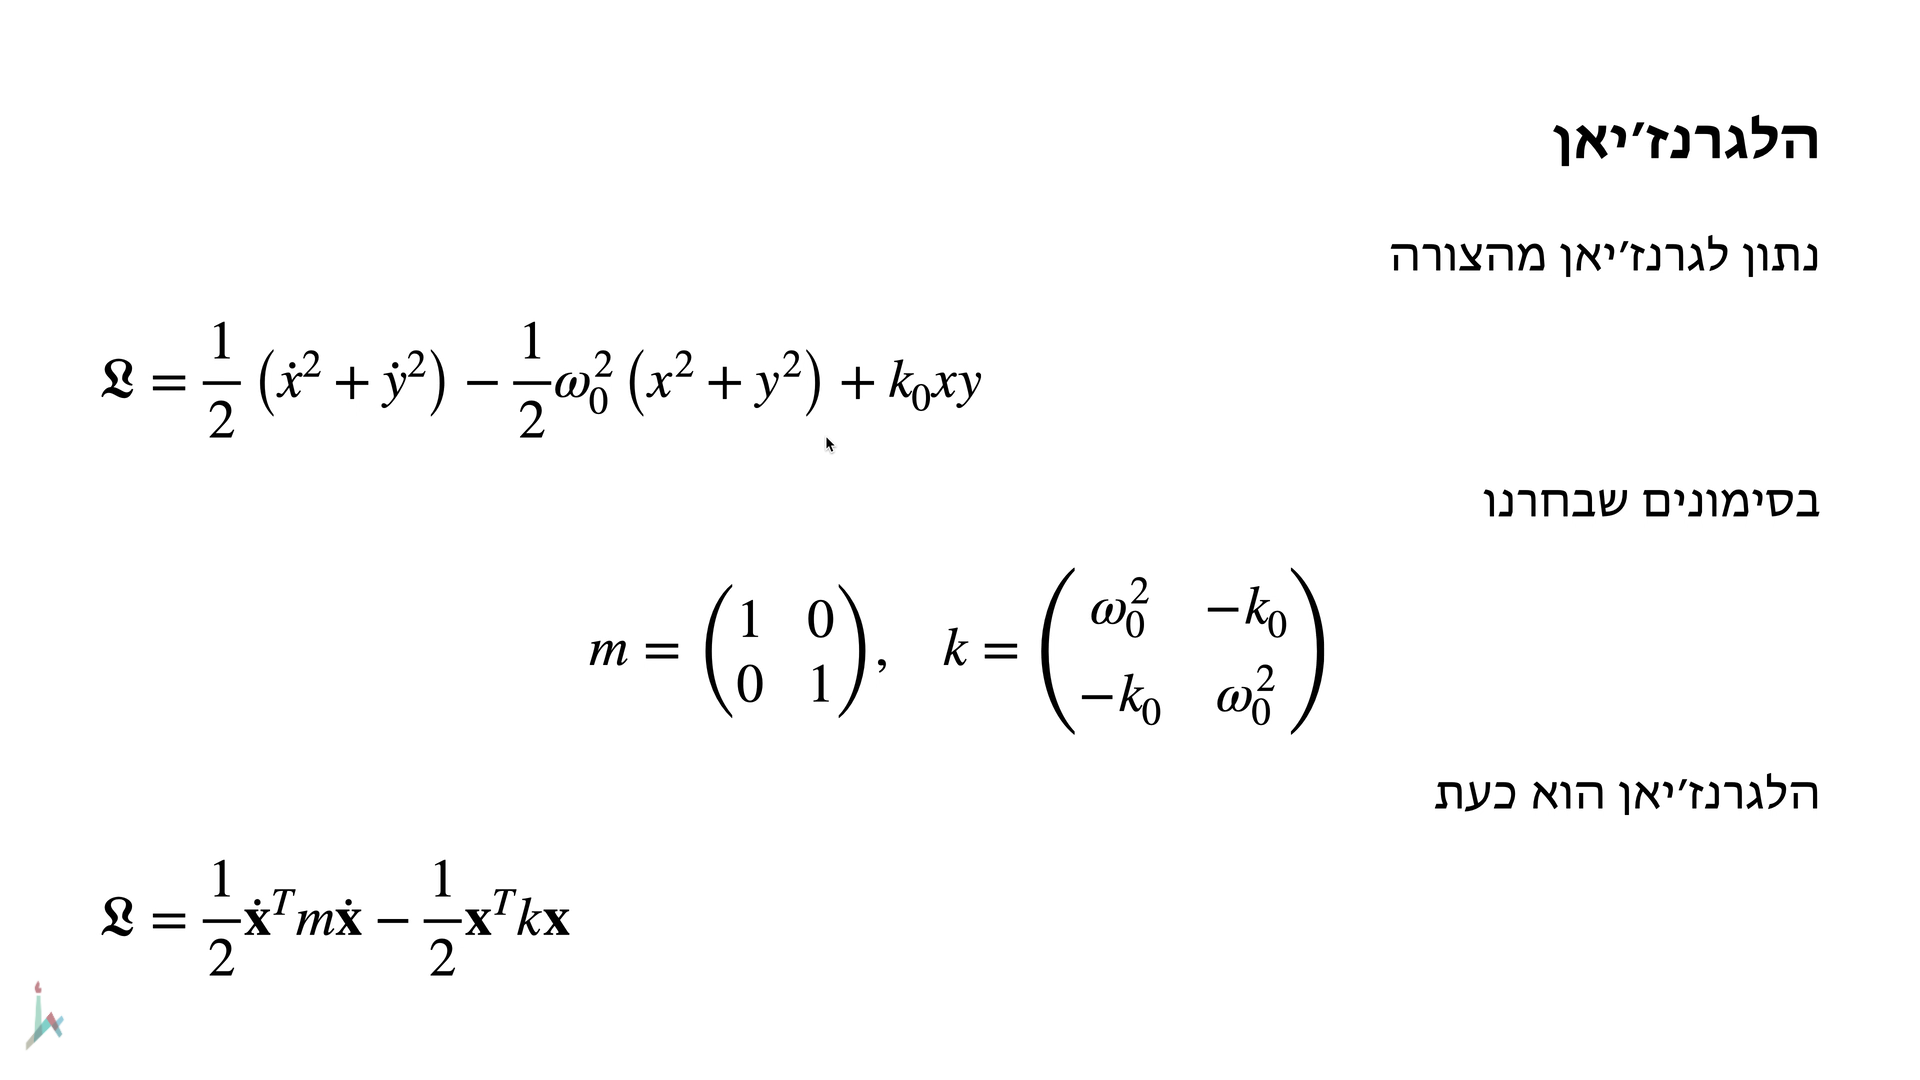 הלגרנז׳יאן
נתון לגרנז׳יאן מהצורה
𝔏 = 1/2 (ẋ² + ẏ²) − 1/2 ω₀² (x² + y²) + k₀xy
בסימונים שבחרנו
m = (1 0; 0 1), k = (ω₀² −k₀; −k₀ ω₀²)
הלגרנז׳יאן הוא כעת
𝔏 = 1/2 𝐱̇ᵀm𝐱̇ − 1/2 𝐱ᵀk𝐱